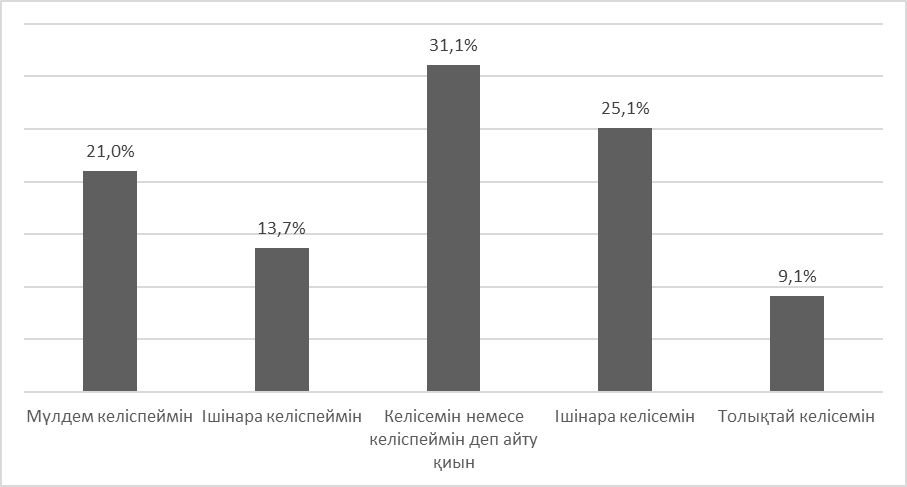 31,1%
25,1%
21,0%
13,7%
9,1%
Мүлдем келіспеймін
Ішінара келіспеймін
Келісемін немесе
келіспеймін деп айту
қиын
Ішінара келісемін
Толықтай келісемін